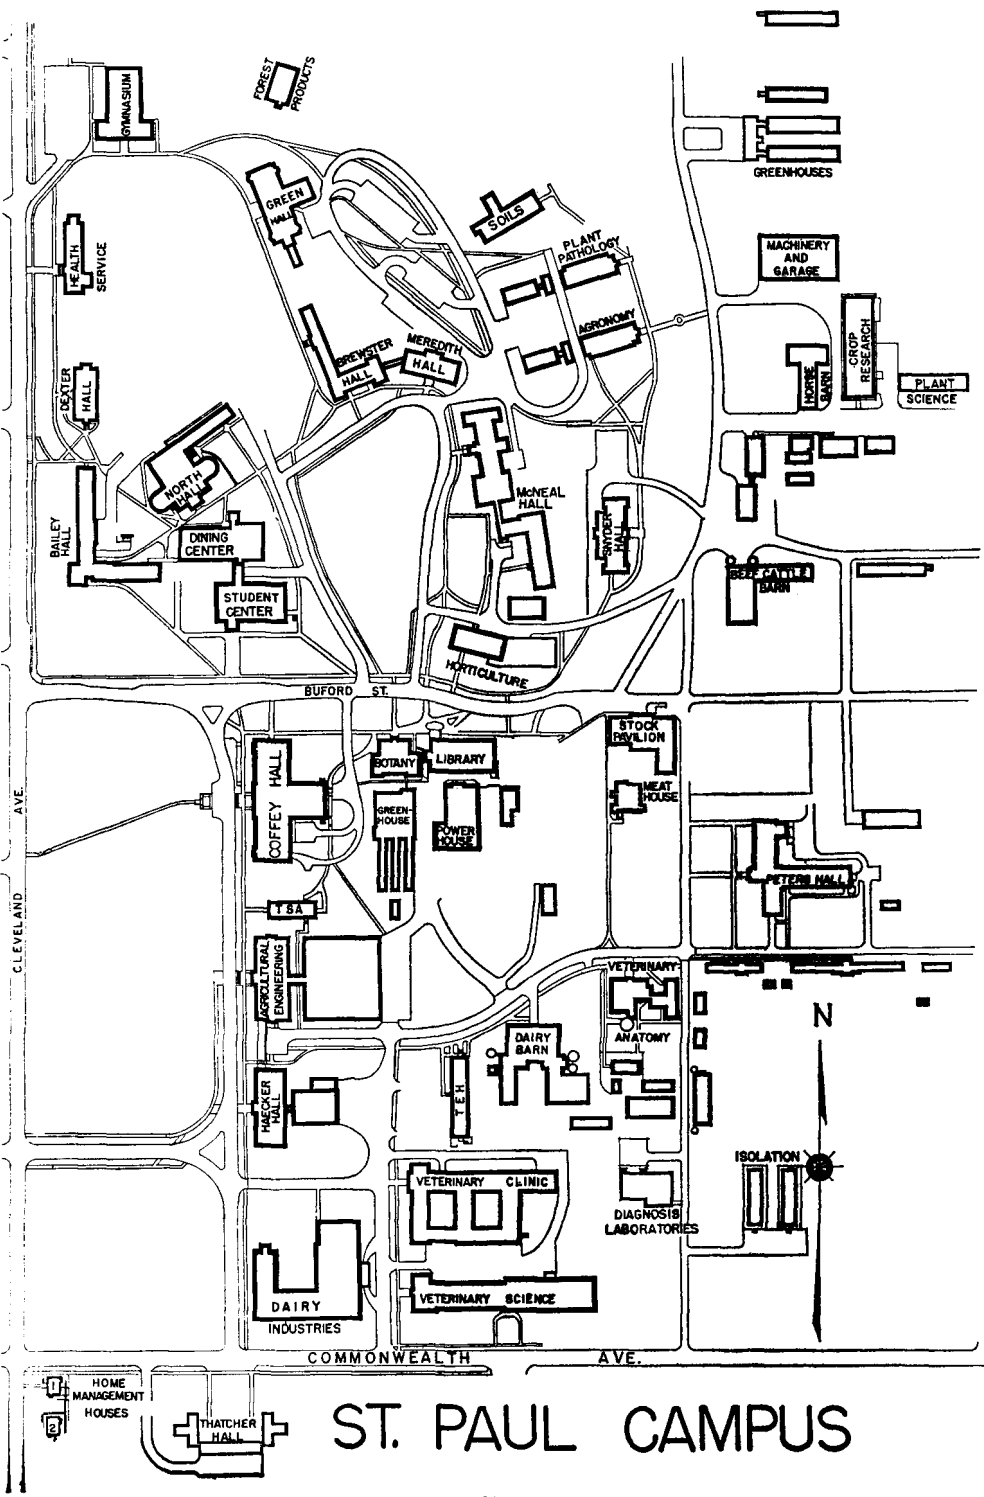 GYMNASIUM
FOREST
PRODUCTS
GREENHOUSES
GREEN
HALL
SOILS
PLANT
PATHOLOGY
HEALTH
SERVICE
MACHINERY
AND
GARAGE
AGRONOMY
BREWSTER
HALL
MEREDITH
HALL
CROP
RESEARCH
HORSE
BARN
PLANT
SCIENCE
DEXTER
HALL
NORTH
HALL
McNEAL
HALL
BAILEY
HALL
DINING
CENTER
SNYDER
HALL
BEEF CATTLE
BARN
STUDENT
CENTER
HORTICULTURE
BUFORD ST.
STOCK
PAVILION
COFFEY HALL
BOTANY
LIBRARY
MEAT
HOUSE
GREEN-
HOUSE
POWER
HOUSE
CLEVELAND AVE.
PETERS HALL
TSA
AGRICULTURAL
ENGINEERING
VETERINARY
ANATOMY
N
DAIRY
BARN
HAECKER
HALL
T E H
ISOLATION
VETERINARY CLINIC
DIAGNOSIS
LABORATORIES
VETERINARY SCIENCE
DAIRY
INDUSTRIES
COMMONWEALTH AVE.
1
HOME
MANAGEMENT
HOUSES
2
THATCHER
HALL
ST. PAUL CAMPUS